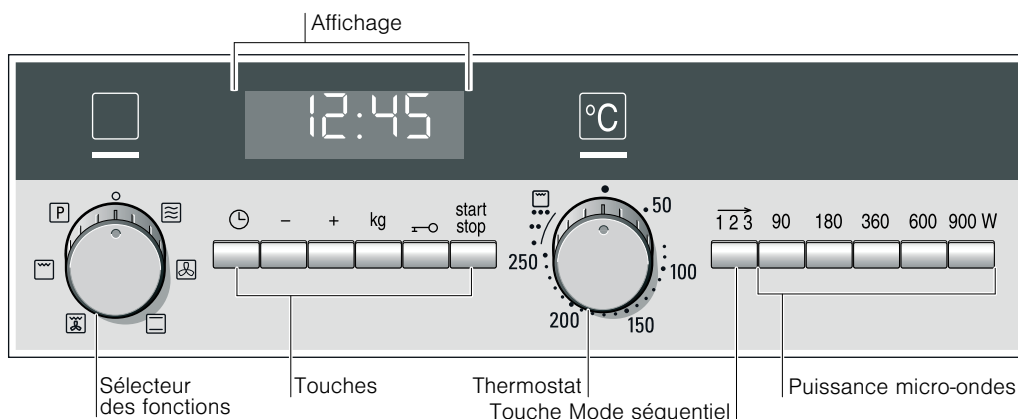 Affichage
12:45
°C
P
start
stop
- + kg
50
100
150
200
250
1 2 3 90 180 360 600 900 W
Sélecteur
des fonctions
Touches
Thermostat
Touche Mode séquentiel
Puissance micro-ondes